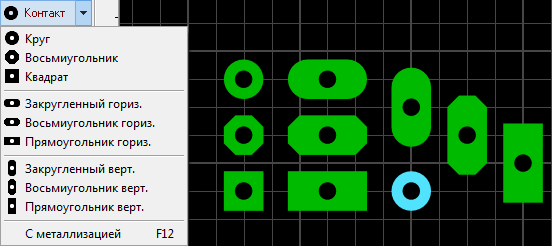 Контакт
Круг
Восьмиугольник
Квадрат
Закругленный гориз.
Восьмиугольник гориз.
Прямоугольник гориз.
Закругленный верт.
Восьмиугольник верт.
Прямоугольник верт.
С металлизацией F12